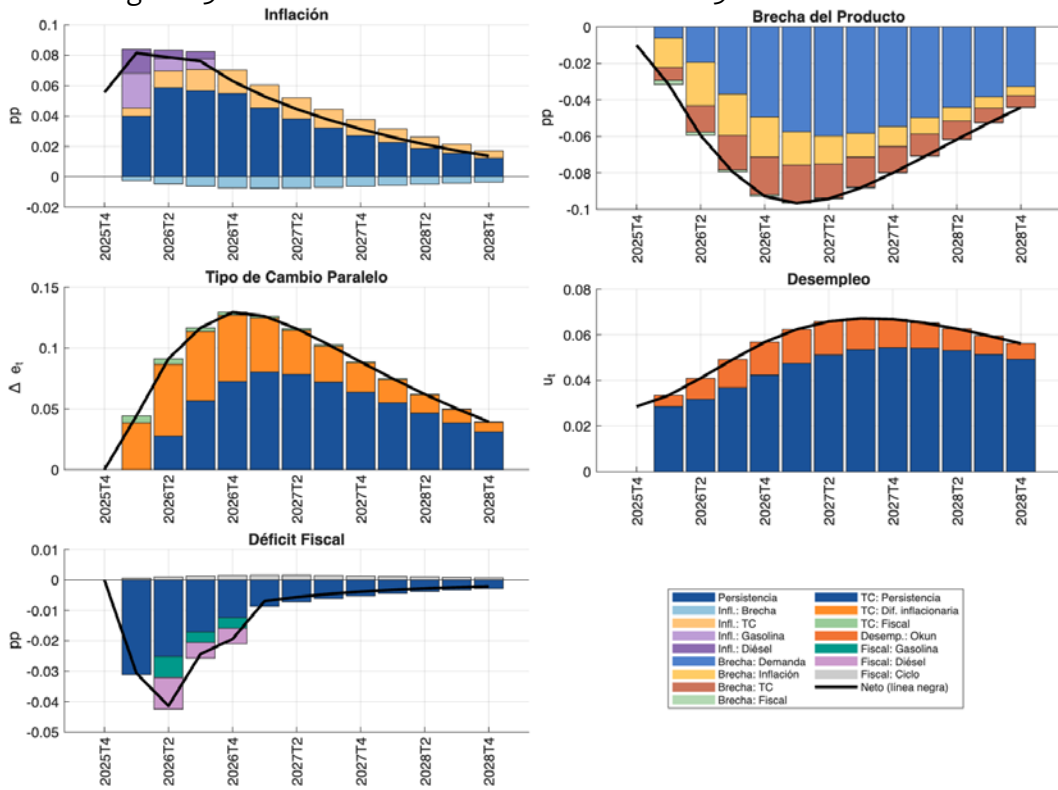 Inflación
0.1
0.08
0.06
0.04
0.02
0
-0.02
pp
2025T4
2026T2
2026T4
2027T2
2027T4
2028T2
2028T4
Brecha del Producto
0
-0.02
-0.04
-0.06
-0.08
-0.1
pp
2025T4
2026T2
2026T4
2027T2
2027T4
2028T2
2028T4
Tipo de Cambio Paralelo
0.15
0.1
0.05
0
Δ et
2025T4
2026T2
2026T4
2027T2
2027T4
2028T2
2028T4
Desempleo
0.08
0.06
0.04
0.02
0
ut
2025T4
2026T2
2026T4
2027T2
2027T4
2028T2
2028T4
Déficit Fiscal
0.01
0
-0.01
-0.02
-0.03
-0.04
-0.05
pp
2025T4
2026T2
2026T4
2027T2
2027T4
2028T2
2028T4
Persistencia
Infl.: Brecha
Infl.: TC
Infl.: Gasolina
Infl.: Diésel
Brecha: Demanda
Brecha: Inflación
Brecha: TC
Brecha: Fiscal
TC: Persistencia
TC: Dif. inflacionaria
TC: Fiscal
Desemp.: Okun
Fiscal: Gasolina
Fiscal: Diésel
Fiscal: Ciclo
Neto (línea negra)